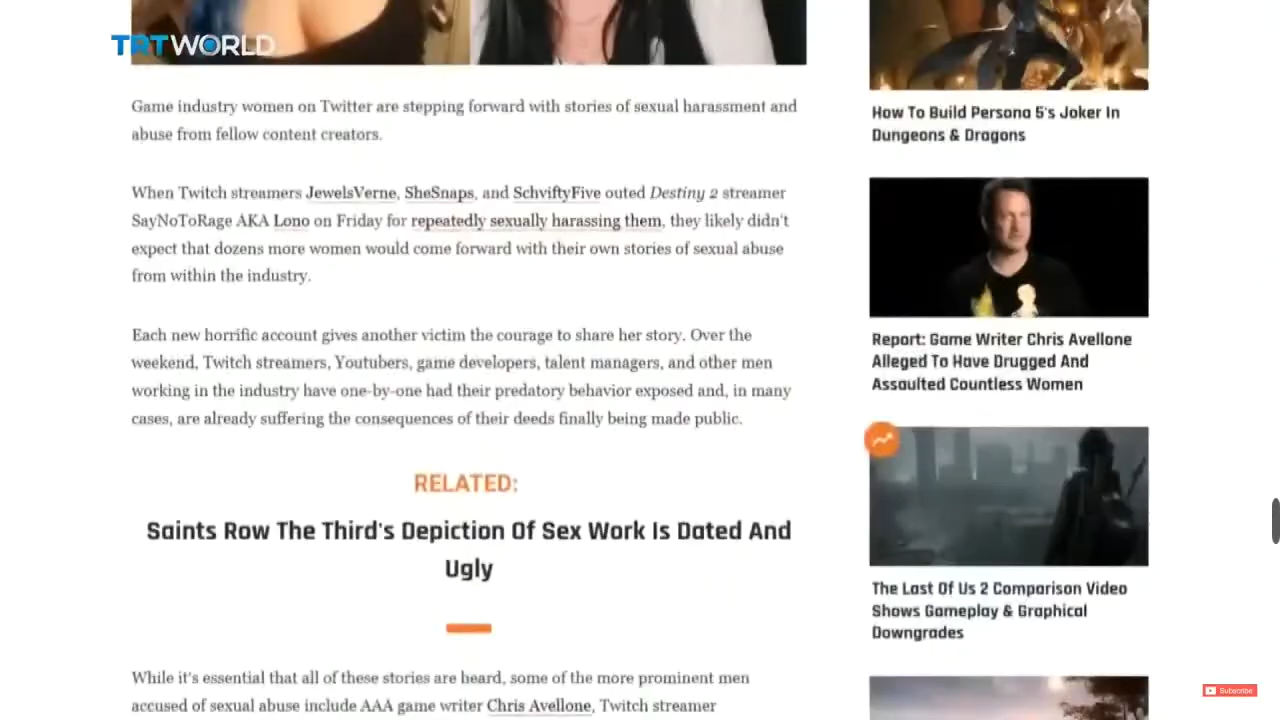 TRT WORLD
Game industry women on Twitter are stepping forward with stories of sexual harassment and
abuse from fellow content creators.
When Twitch streamers JewelsVerne, SheSnaps, and SchviftyFive outed Destiny 2 streamer
SayNoToRage AKA Lono on Friday for repeatedly sexually harassing them, they likely didn't
expect that dozens more women would come forward with their own stories of sexual abuse
from within the industry.
Each new horrific account gives another victim the courage to share her story. Over the
weekend, Twitch streamers, Youtubers, game developers, talent managers, and other men
working in the industry have one-by-one had their predatory behavior exposed and, in many
cases, are already suffering the consequences of their deeds finally being made public.
RELATED:
Saints Row The Third's Depiction Of Sex Work Is Dated And
Ugly
While it's essential that all of these stories are heard, some of the more prominent men
accused of sexual abuse include AAA game writer Chris Avellone, Twitch streamer
How To Build Persona 5's Joker In
Dungeons & Dragons
Report: Game Writer Chris Avellone
Alleged To Have Drugged And
Assaulted Countless Women
The Last Of Us 2 Comparison Video
Shows Gameplay & Graphical
Downgrades
Subscribe